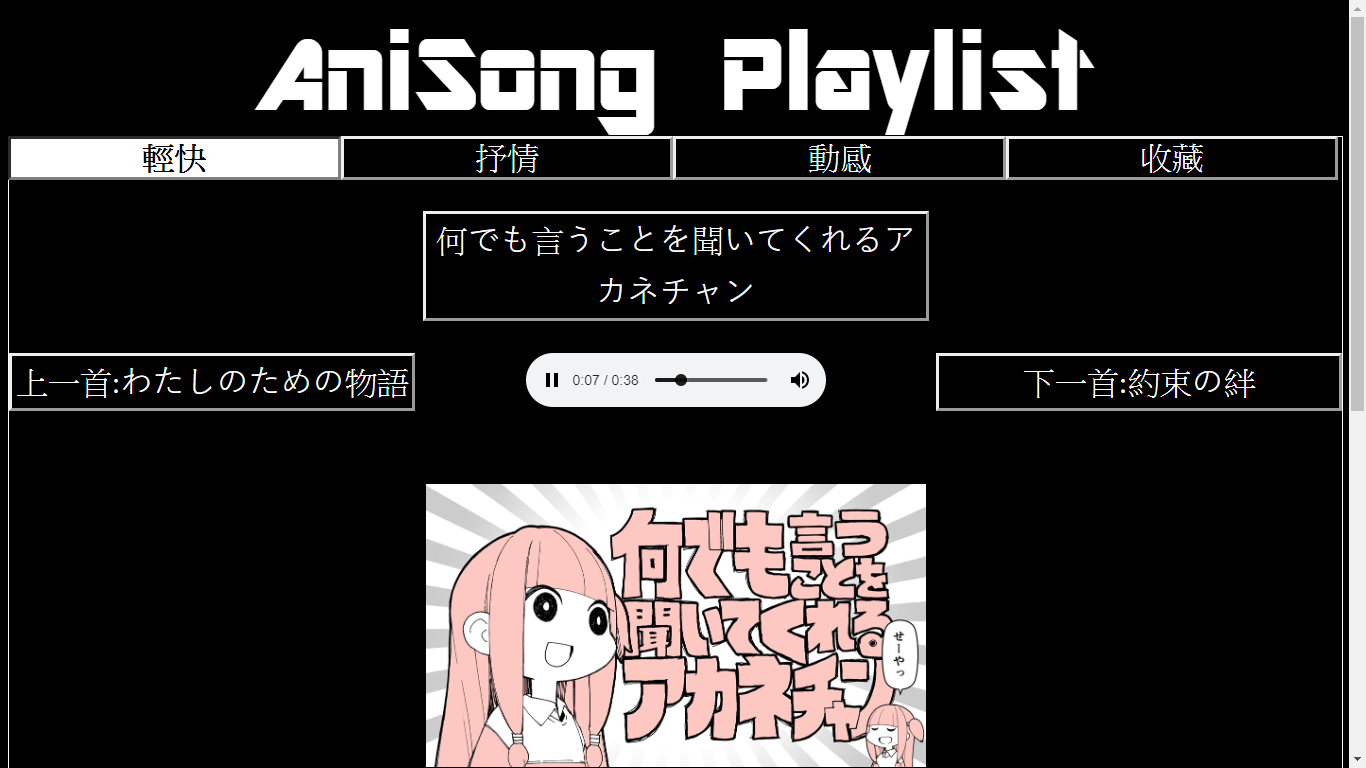 AniSong Playlist
輕快
抒情
動感
收藏
何でも言うことを聞いてくれるア
カネチャン
上一首:わたしのための物語
0:07 / 0:38
下一首:約束の絆
何でも言う
ことを
聞いてくれる
アカネチャン
せーやっ